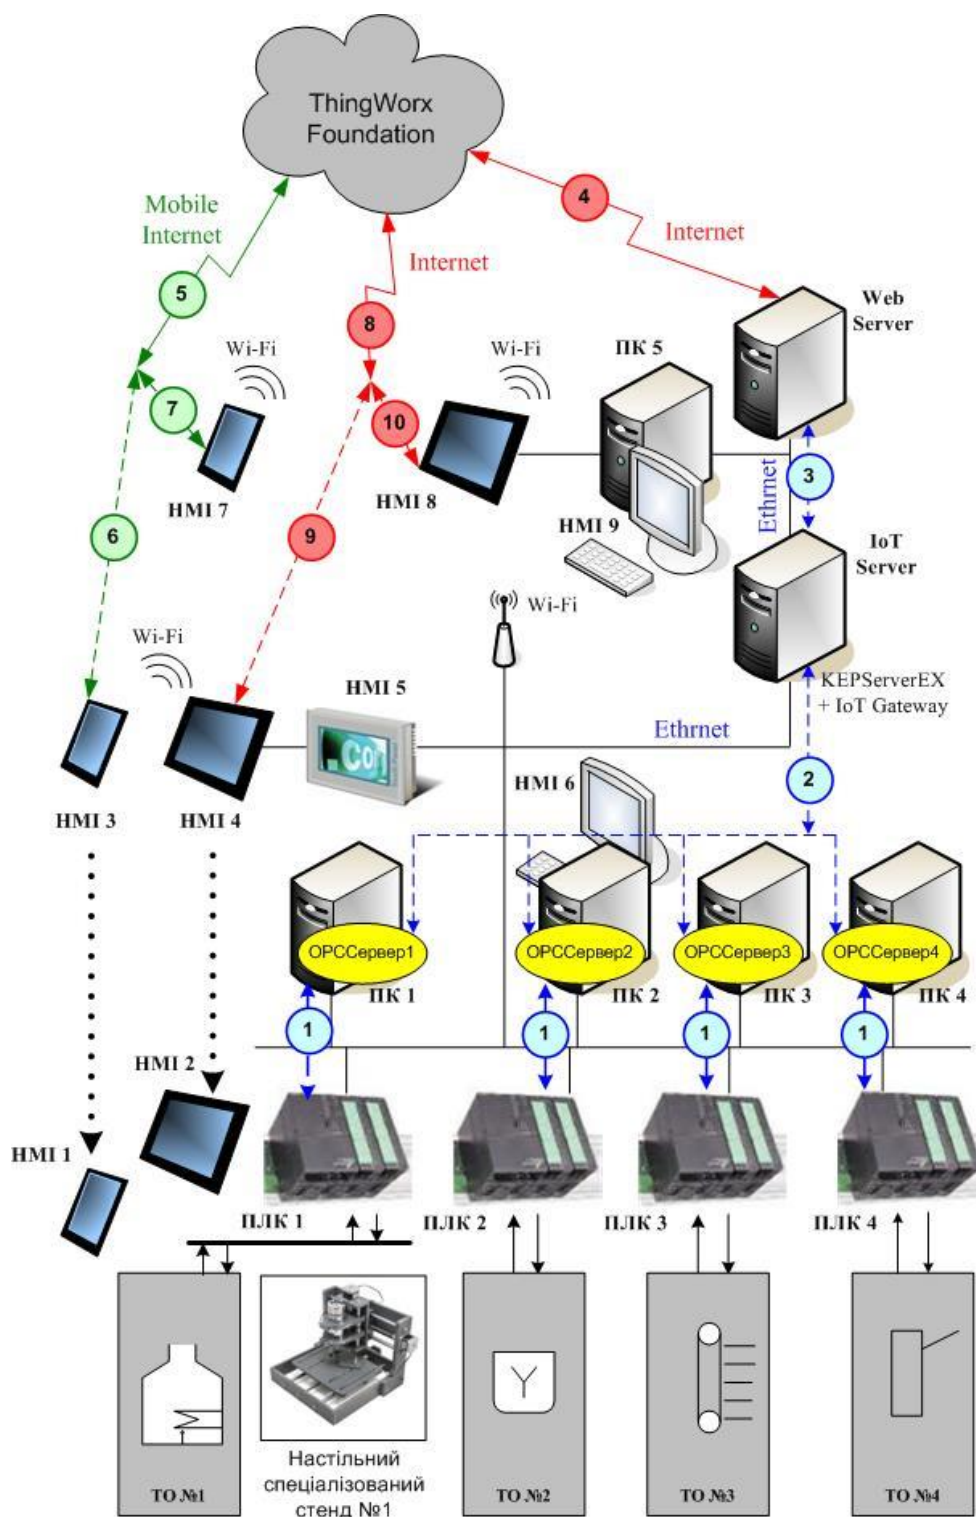 ThingWorx
Foundation
Mobile
Internet
4
Internet
Internet
5
8
Web
Server
Wi-Fi
Wi-Fi
ПК 5
7
10
HMI 7
HMI 8
HMI 9
Ethrnet
3
6
9
IoT
Server
Wi-Fi
Wi-Fi
HMI 5
KEPServerEX
+ IoT Gateway
Ethrnet
HMI 3
HMI 4
HMI 6
2
Con
OPCСервер1
OPCСервер2
OPCСервер3
OPCСервер4
ПК 1
ПК 2
ПК 3
ПК 4
1
1
1
1
HMI 2
HMI 1
ПЛК 1
ПЛК 2
ПЛК 3
ПЛК 4
Настільний
спеціалізований
стенд №1
ТО №1
ТО №2
ТО №3
ТО №4